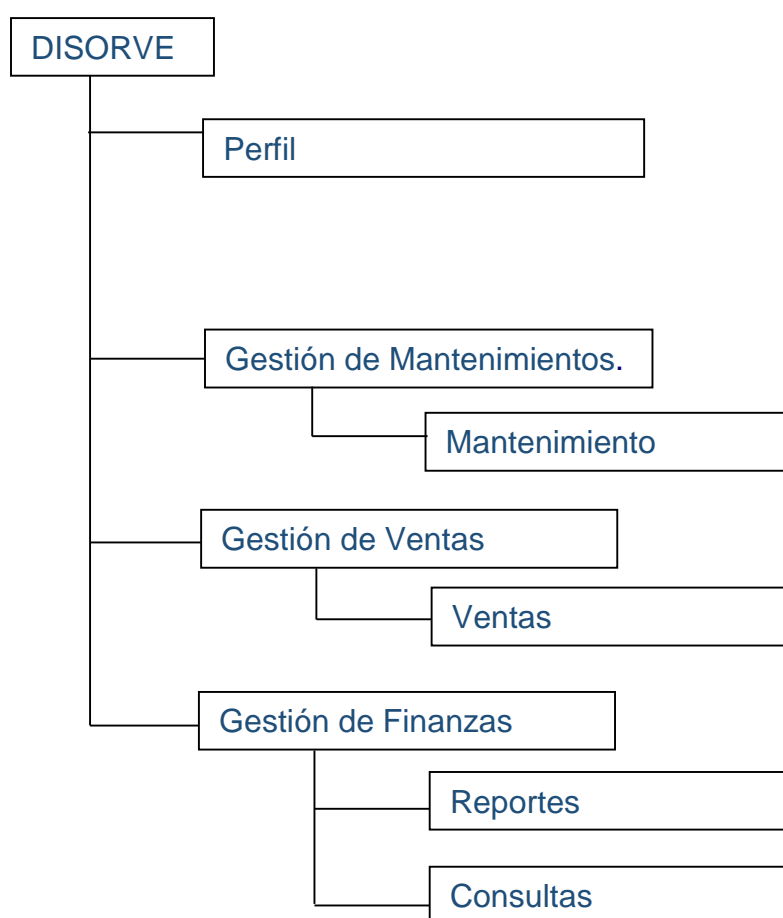 DISORVE
Perfil
Gestión de Mantenimientos.
Mantenimiento
Gestión de Ventas
Ventas
Gestión de Finanzas
Reportes
Consultas